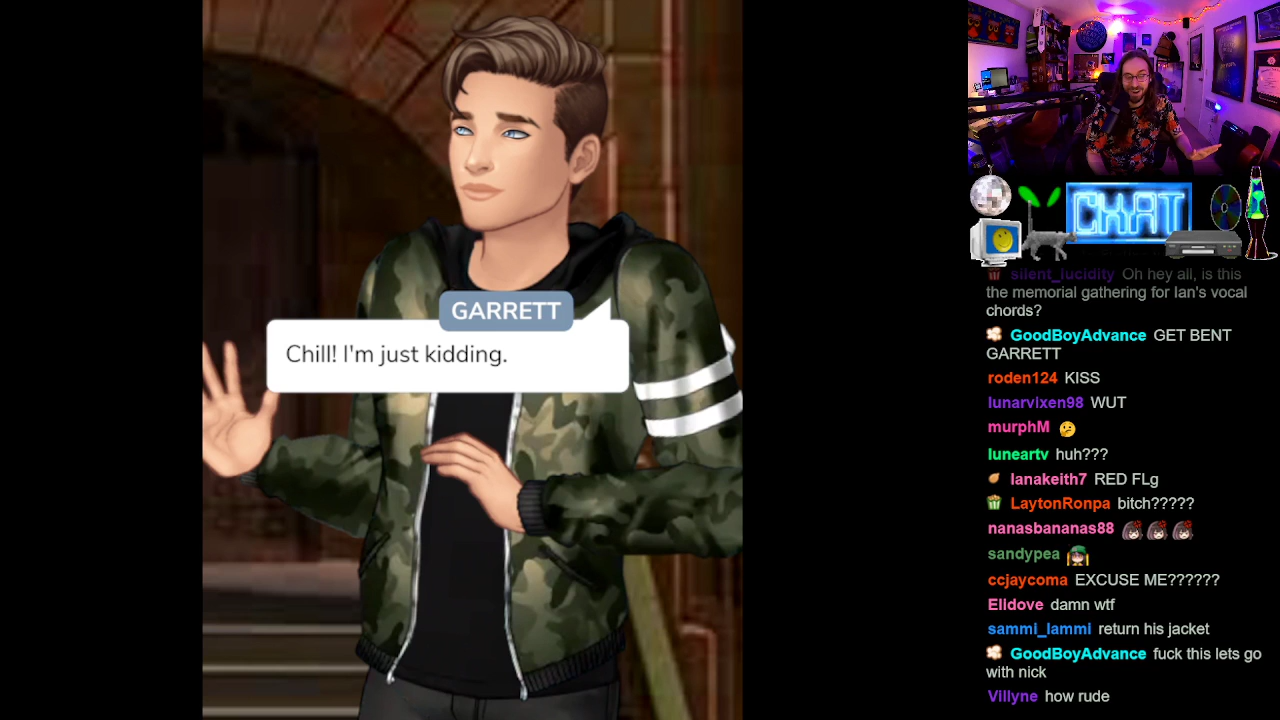 GARRETT
Chill! I'm just kidding.
CHAT
silent_lucidity Oh hey all, is this
the memorial gathering for Ian's vocal
chords?
GoodBoyAdvance GET BENT
GARRETT
roden124 KISS
lunarvixen98 WUT
murphM
luneartv huh???
lanakeith7 RED FLg
LaytonRonpa bitch?????
nanasbananas88
sandypea
ccjaycoma EXCUSE ME??????
Elldove damn wtf
sammi_lammi return his jacket
GoodBoyAdvance fuck this lets go
with nick
Villyne how rude